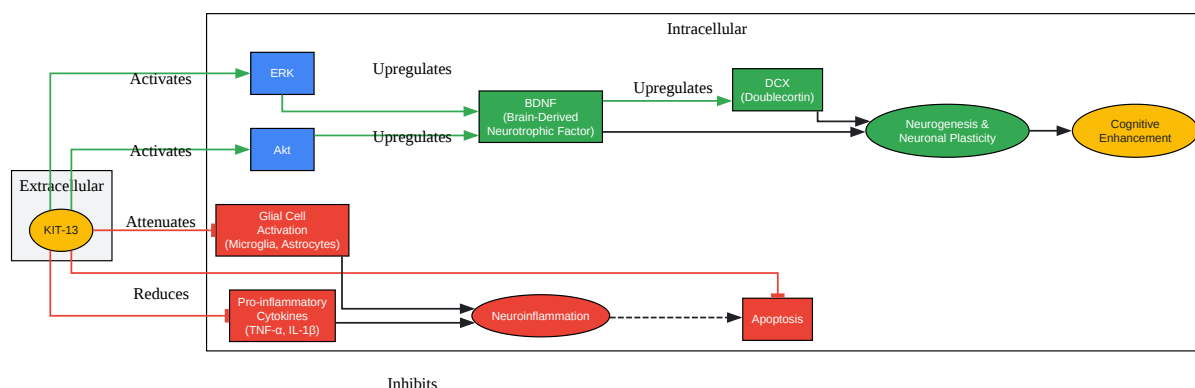 Intracellular
Activates
ERK
Upregulates
Upregulates
DCX
(Doublecortin)
BDNF
(Brain-Derived
Neurotrophic Factor)
Neurogenesis &
Neuronal Plasticity
Cognitive
Enhancement
Activates
Akt
Upregulates
Extracellular
KIT-13
Attenuates
Glial Cell
Activation
(Microglia, Astrocytes)
Reduces
Pro-inflammatory
Cytokines
(TNF-α, IL-1β)
Neuroinflammation
Apoptosis
Inhibits